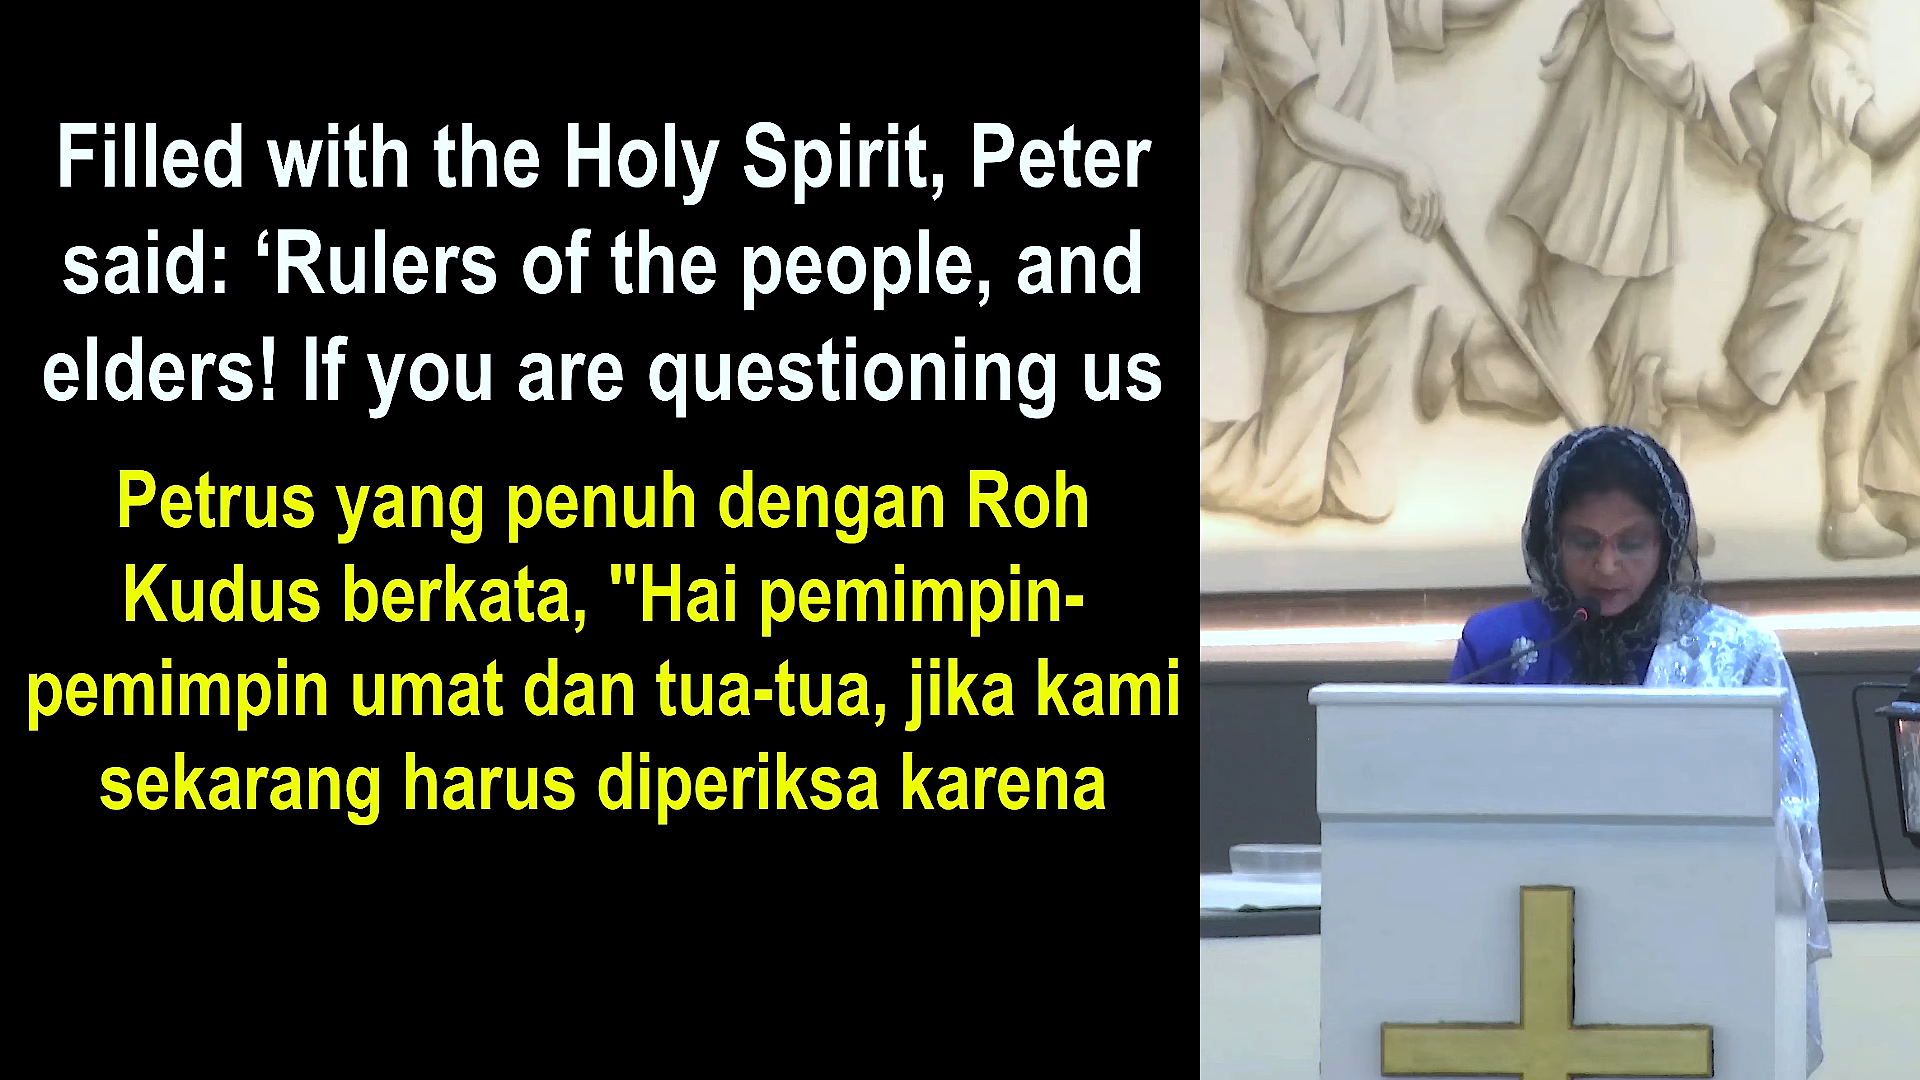 Filled with the Holy Spirit, Peter
said: ‘Rulers of the people, and
elders! If you are questioning us
Petrus yang penuh dengan Roh
Kudus berkata, "Hai pemimpin-
pemimpin umat dan tua-tua, jika kami
sekarang harus diperiksa karena